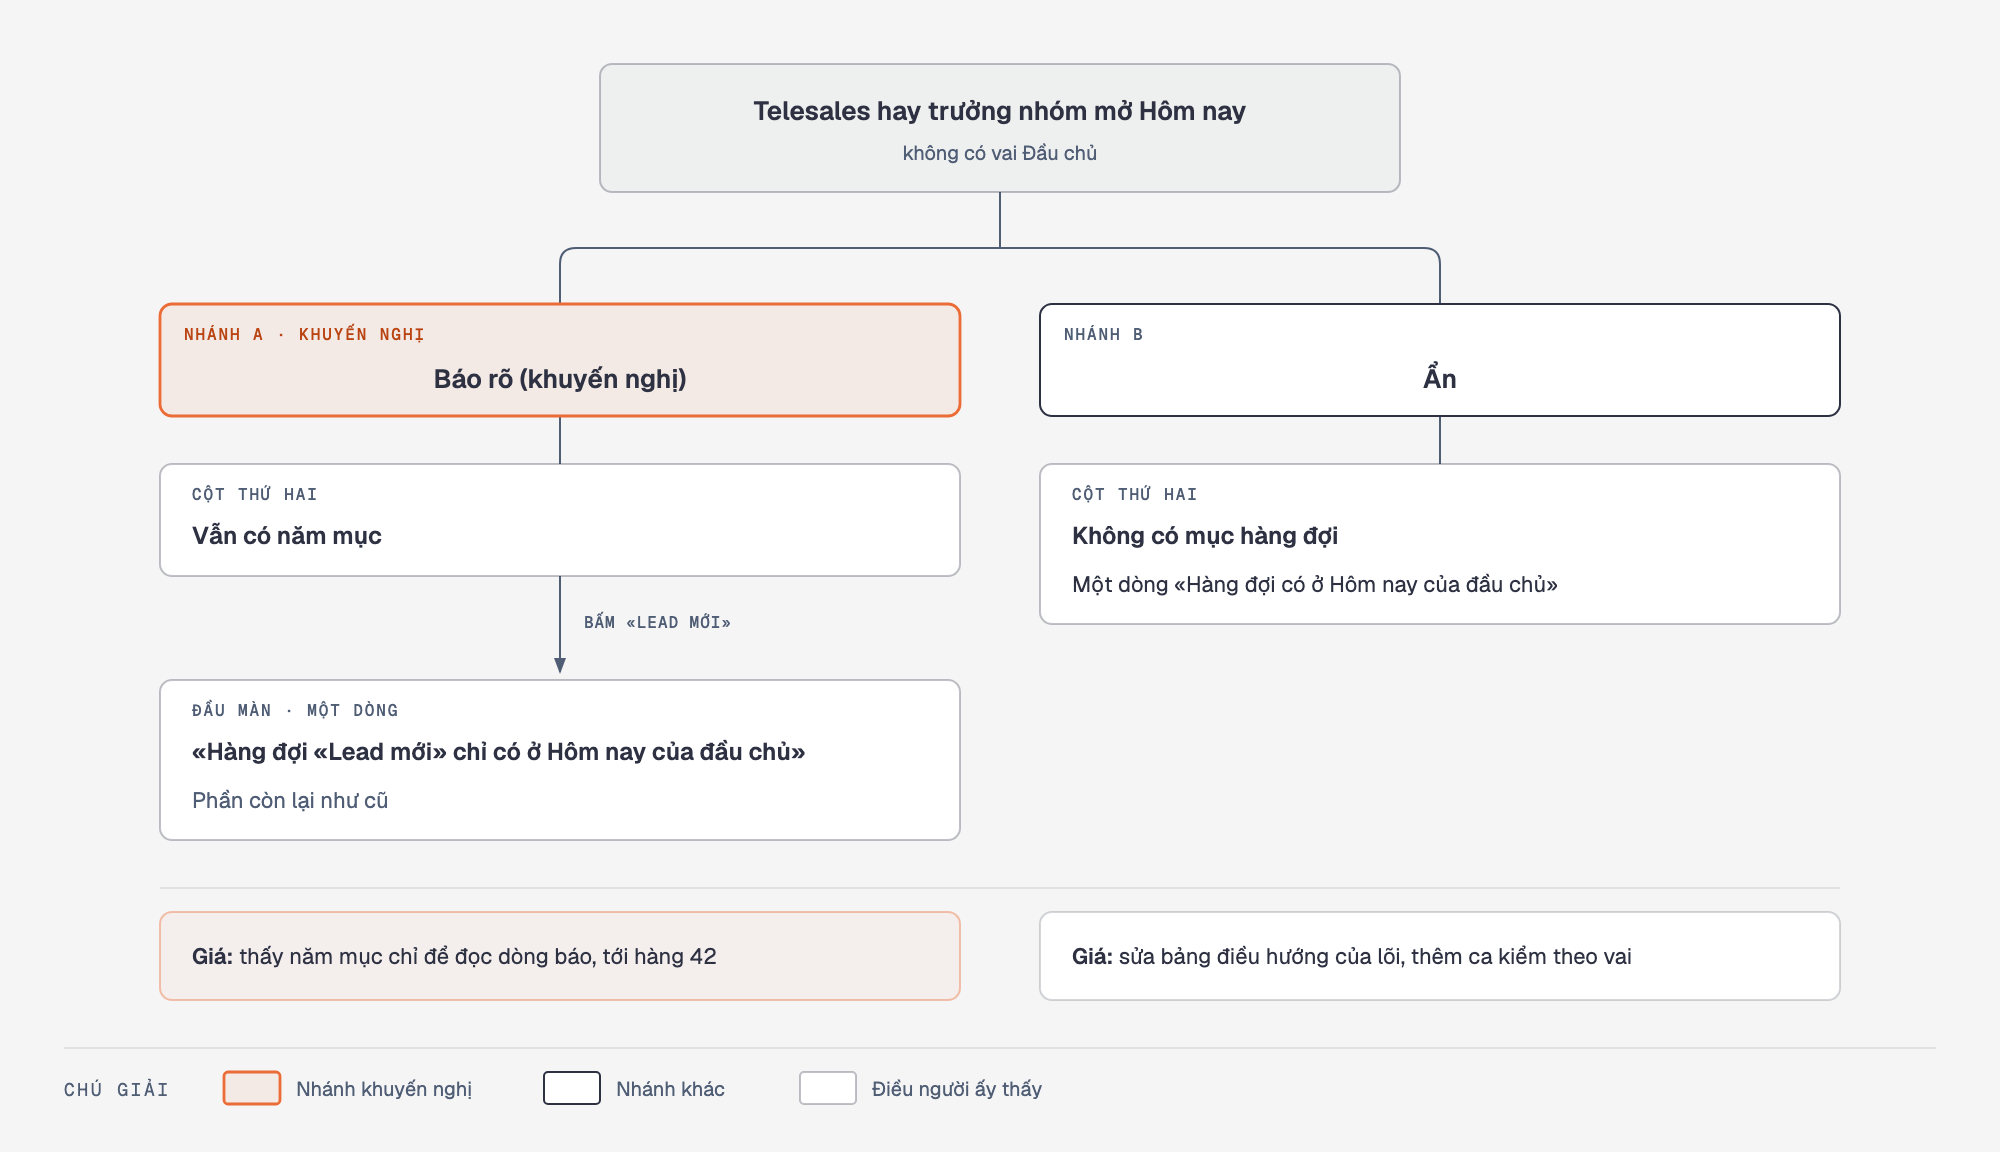 Telesales hay trưởng nhóm mở Hôm nay
không có vai Đầu chủ
NHÁNH A · KHUYẾN NGHỊ
Báo rõ (khuyến nghị)
NHÁNH B
Ẩn
CỘT THỨ HAI
Vẫn có năm mục
CỘT THỨ HAI
Không có mục hàng đợi
Một dòng «Hàng đợi có ở Hôm nay của đầu chủ»
BẤM «LEAD MỚI»
ĐẦU MÀN · MỘT DÒNG
«Hàng đợi «Lead mới» chỉ có ở Hôm nay của đầu chủ»
Phần còn lại như cũ
Giá: thấy năm mục chỉ để đọc dòng báo, tới hàng 42
Giá: sửa bảng điều hướng của lõi, thêm ca kiểm theo vai
CHÚ GIẢI
Nhánh khuyến nghị
Nhánh khác
Điều người ấy thấy